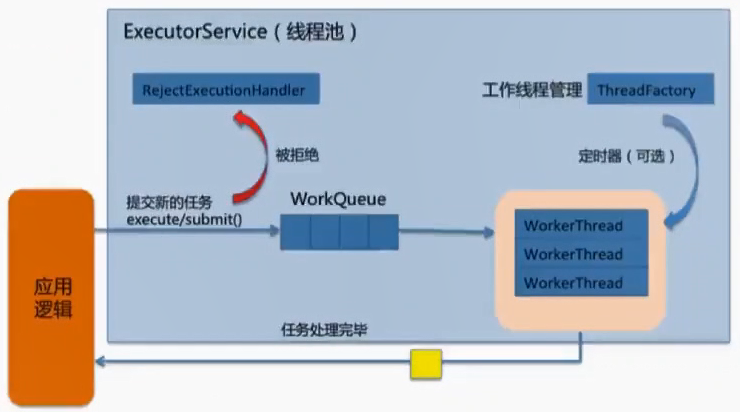 ExecutorService（线程池）
RejectExecutionHandler
工作线程管理
ThreadFactory
被拒绝
定时器（可选）
提交新的任务
execute/submit()
WorkQueue
WorkerThread
WorkerThread
WorkerThread
应用
逻辑
任务处理完毕